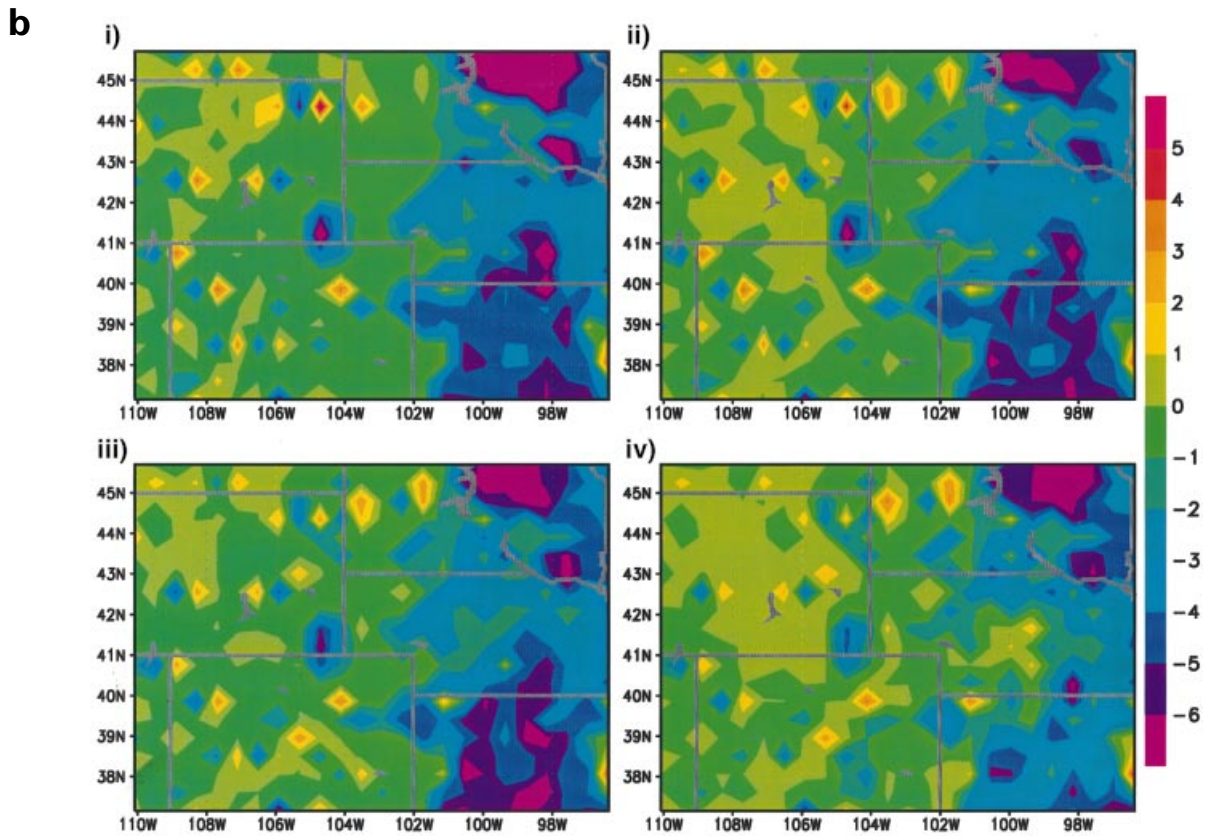 b
i) ii)
45N 45N
44N 44N
43N 43N
42N 42N
41N 41N
40N 40N
39N 39N
38N 38N
110W 108W 106W 104W 102W 100W 98W 110W 108W 106W 104W 102W 100W 98W
iii) iv)
45N 45N
44N 44N
43N 43N
42N 42N
41N 41N
40N 40N
39N 39N
38N 38N
110W 108W 106W 104W 102W 100W 98W 110W 108W 106W 104W 102W 100W 98W
5
4
3
2
1
0
−1
−2
−3
−4
−5
−6